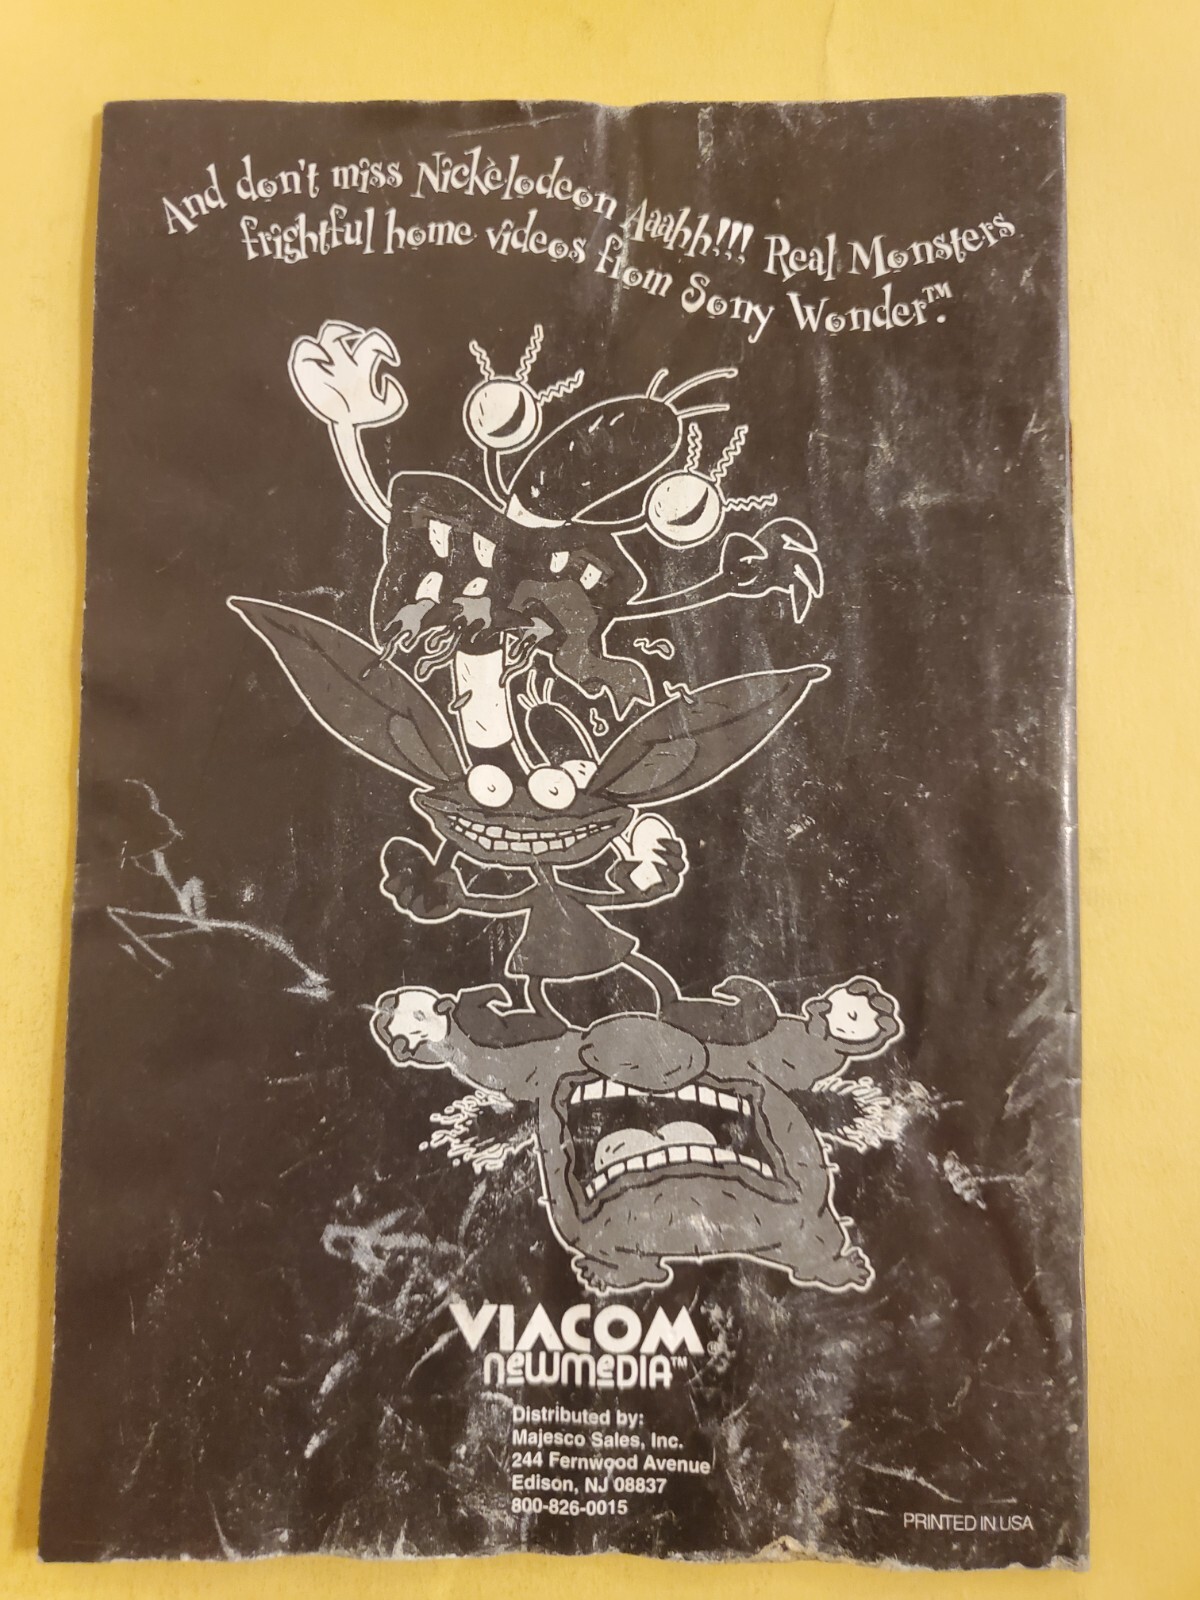 And don't miss Nickelodeon Aaahh!!! Real Monsters
frightful home videos from Sony Wonder™.
VIACOM®
newmedia™
Distributed by:
Majesco Sales, Inc.
244 Fernwood Avenue
Edison, NJ 08837
800-826-0015
PRINTED IN USA